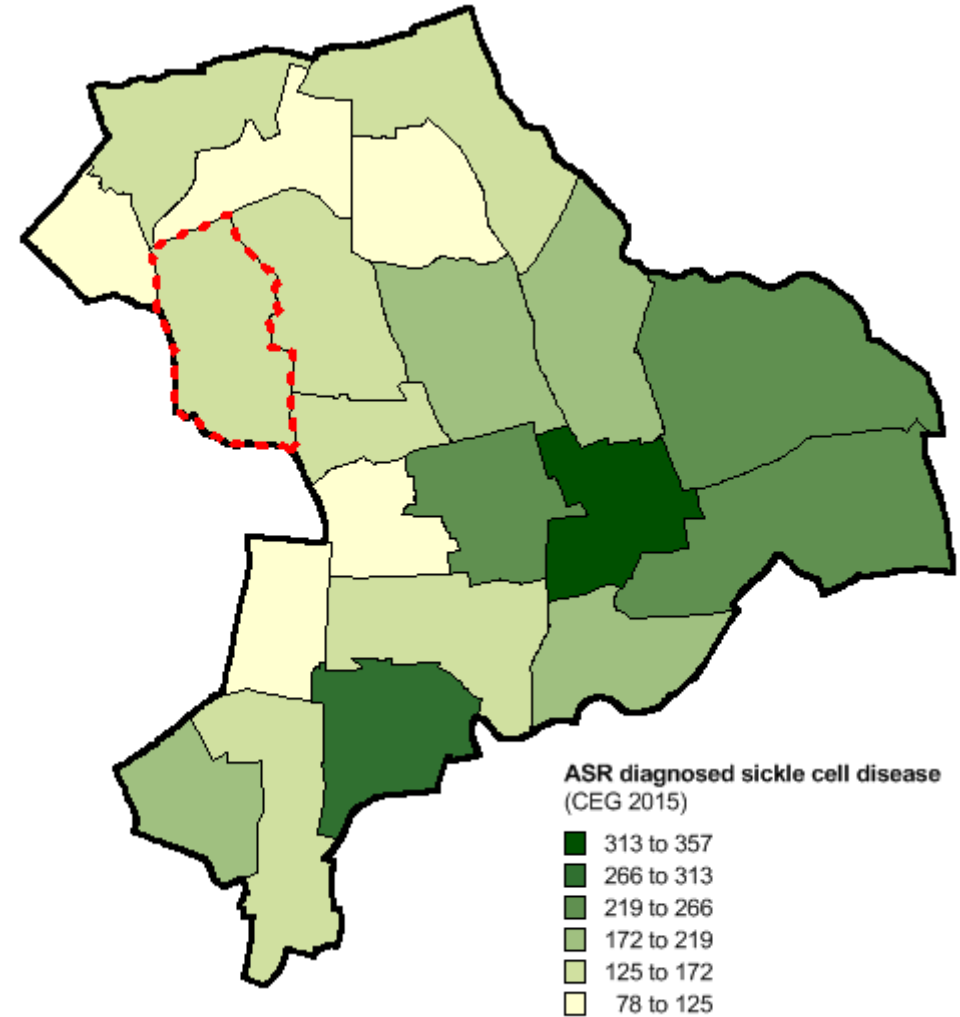 ASR diagnosed sickle cell disease
(CEG 2015)
313 to 357
266 to 313
219 to 266
172 to 219
125 to 172
78 to 125